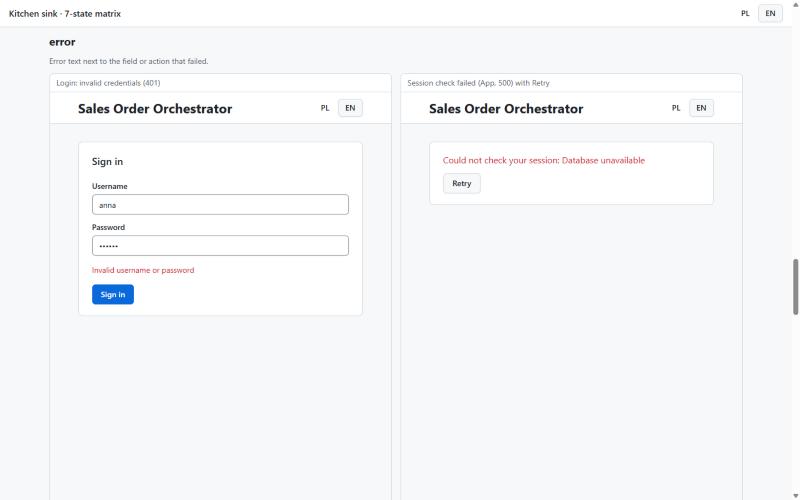 Kitchen sink · 7-state matrix
PL
EN
error
Error text next to the field or action that failed.
Login: invalid credentials (401)
Sales Order Orchestrator
PL
EN
Sign in
Username
anna
Password
••••••
Invalid username or password
Sign in
Session check failed (App, 500) with Retry
Sales Order Orchestrator
PL
EN
Could not check your session: Database unavailable
Retry